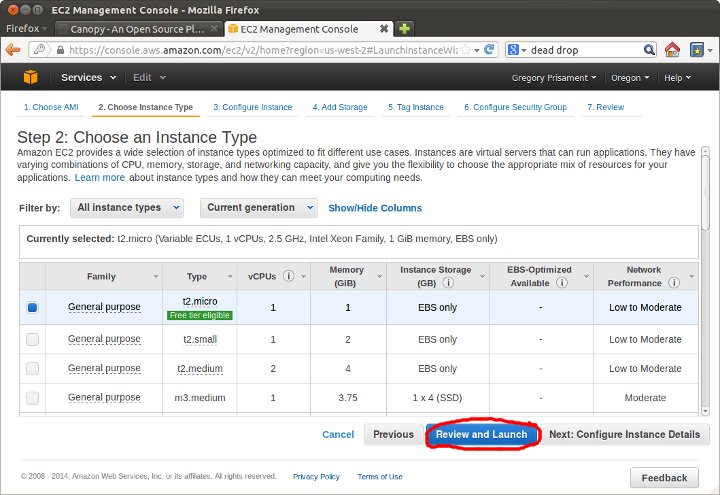 EC2 Management Console - Mozilla Firefox
Firefox Canopy - An Open Source Pl... EC2 Management Console
https://console.aws.amazon.com/ec2/v2/home?region=us-west-2#LaunchInstanceWiz dead drop
Services Edit Gregory Prisament Oregon Help
1. Choose AMI 2. Choose Instance Type 3. Configure Instance 4. Add Storage 5. Tag Instance 6. Configure Security Group 7. Review
Step 2: Choose an Instance Type
Amazon EC2 provides a wide selection of instance types optimized to fit different use cases. Instances are virtual servers that can run applications. They have
varying combinations of CPU, memory, storage, and networking capacity, and give you the flexibility to choose the appropriate mix of resources for your
applications. Learn more about instance types and how they can meet your computing needs.
Filter by: All instance types Current generation Show/Hide Columns
Currently selected: t2.micro (Variable ECUs, 1 vCPUs, 2.5 GHz, Intel Xeon Family, 1 GiB memory, EBS only)
Family Type vCPUs Memory (GiB) Instance Storage (GB) EBS-Optimized Available Network Performance
General purpose t2.micro 1 1 EBS only - Low to Moderate
Free tier eligible
General purpose t2.small 1 2 EBS only - Low to Moderate
General purpose t2.medium 2 4 EBS only - Low to Moderate
General purpose m3.medium 1 3.75 1 x 4 (SSD) - Moderate
Cancel Previous Review and Launch Next: Configure Instance Details
© 2008 - 2014, Amazon Web Services, Inc. or its affiliates. All rights reserved. Privacy Policy Terms of Use Feedback